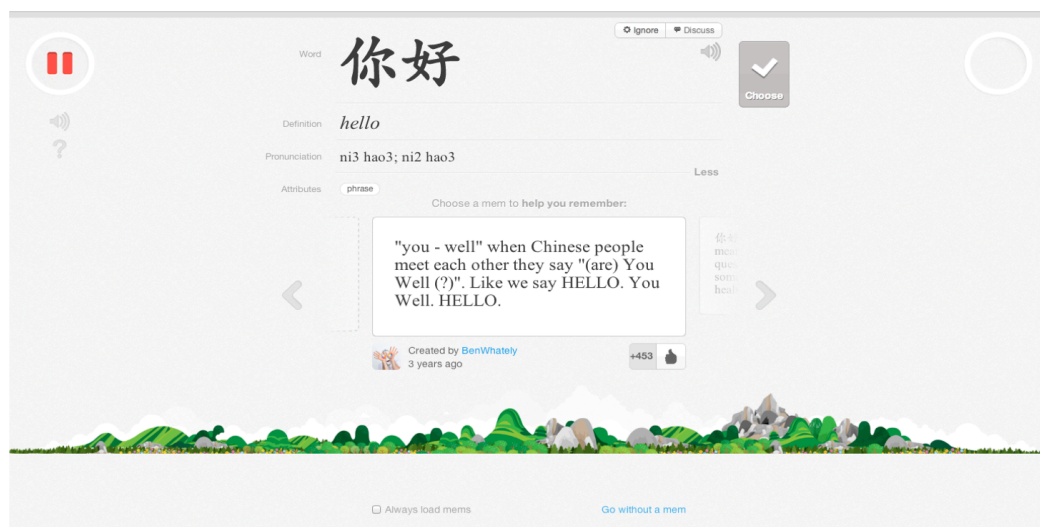 Ignore
Discuss
Word
你好
Choose
Definition
hello
Pronunciation
ni3 hao3; ni2 hao3
Less
Attributes
phrase
Choose a mem to help you remember:
"you - well" when Chinese people
meet each other they say "(are) You
Well (?)". Like we say HELLO. You
Well. HELLO.
Created by BenWhately
3 years ago
+453
Always load mems
Go without a mem